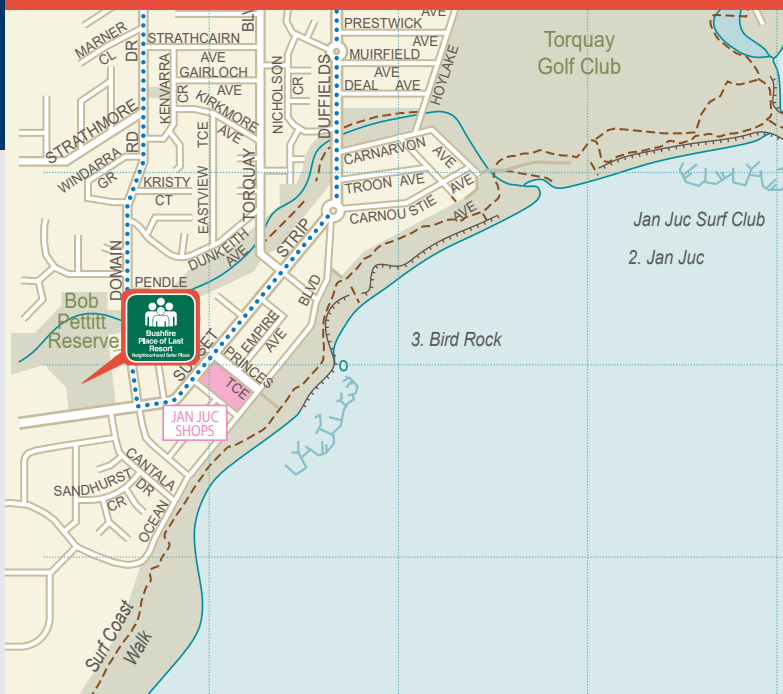 AVE
PRESTWICK
BLV
AVE
MARNER
CL
DR
STRATHCAIRN
AVE
MUIRFIELD
AVE
GAIRLOCH
AVE
DEAL AVE
HOYLAKE
Torquay
Golf Club
KENVARRA
CR
KIRKMORE
AVE
NICHOLSON
CR
DUFFIELDS
STRATHMORE
RD
TCE
EASTVIEW
TORQUAY
CARNARVON
AVE
WINDARRA
GR
KRISTY
CT
TROON AVE
AVE
CARNOUSTIE
AVE
DUNKEITH
AVE
STRIP
Jan Juc Surf Club
2. Jan Juc
DOMAIN
PENDLE
BLVD
Bob
Pettitt
Reserve
Bushfire
Place of Last
Resort
Neighbourhood Safer Place
EMPIRE
AVE
3. Bird Rock
PRINCES
TCE
JAN JUC
SHOPS
CANTALA
DR
SANDHURST
CR
OCEAN
Surf Coast
Walk